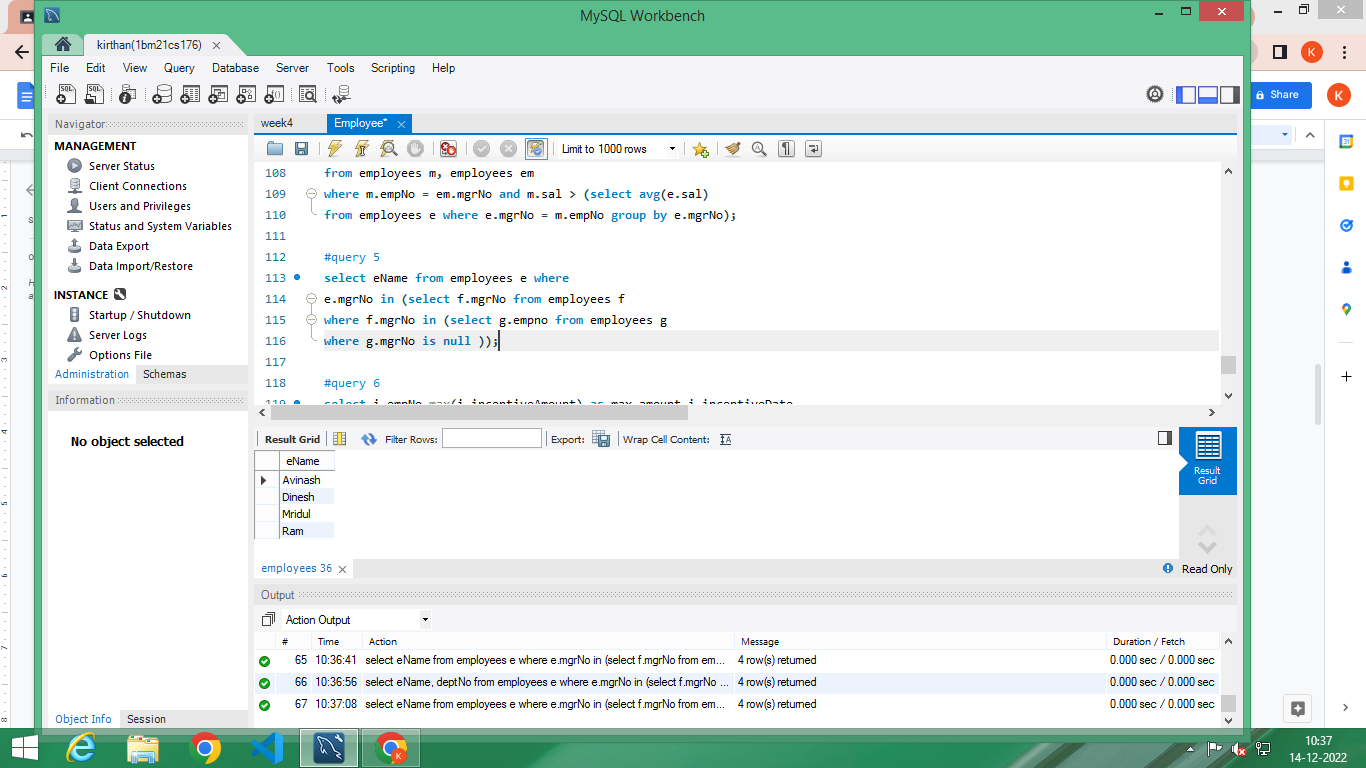 MySQL Workbench
kirthan(1bm21cs176)
File Edit View Query Database Server Tools Scripting Help
Share
K
K
Navigator
MANAGEMENT
Server Status
Client Connections
Users and Privileges
Status and System Variables
Data Export
Data Import/Restore
INSTANCE
Startup / Shutdown
Server Logs
Options File
Administration Schemas
Information
No object selected
Object Info Session
week4 Employee*
Limit to 1000 rows
108 from employees m, employees em
109 where m.empNo = em.mgrNo and m.sal > (select avg(e.sal)
110 from employees e where e.mgrNo = m.empNo group by e.mgrNo);
111
112 #query 5
113 select eName from employees e where
114 e.mgrNo in (select f.mgrNo from employees f
115 where f.mgrNo in (select g.empno from employees g
116 where g.mgrNo is null ));
117
118 #query 6
119 select i.empNo,max(i.incentiveAmount) as max_amount,i.incentiveDate
Result Grid Filter Rows: Export: Wrap Cell Content:
eName
Avinash
Dinesh
Mridul
Ram
Result
Grid
employees 36 Read Only
Output
Action Output
# Time Action Message Duration / Fetch
65 10:36:41 select eName from employees e where e.mgrNo in (select f.mgrNo from em... 4 row(s) returned 0.000 sec / 0.000 sec
66 10:36:56 select eName, deptNo from employees e where e.mgrNo in (select f.mgrNo ... 4 row(s) returned 0.000 sec / 0.000 sec
67 10:37:08 select eName from employees e where e.mgrNo in (select f.mgrNo from em... 4 row(s) returned 0.000 sec / 0.000 sec
10:37
14-12-2022